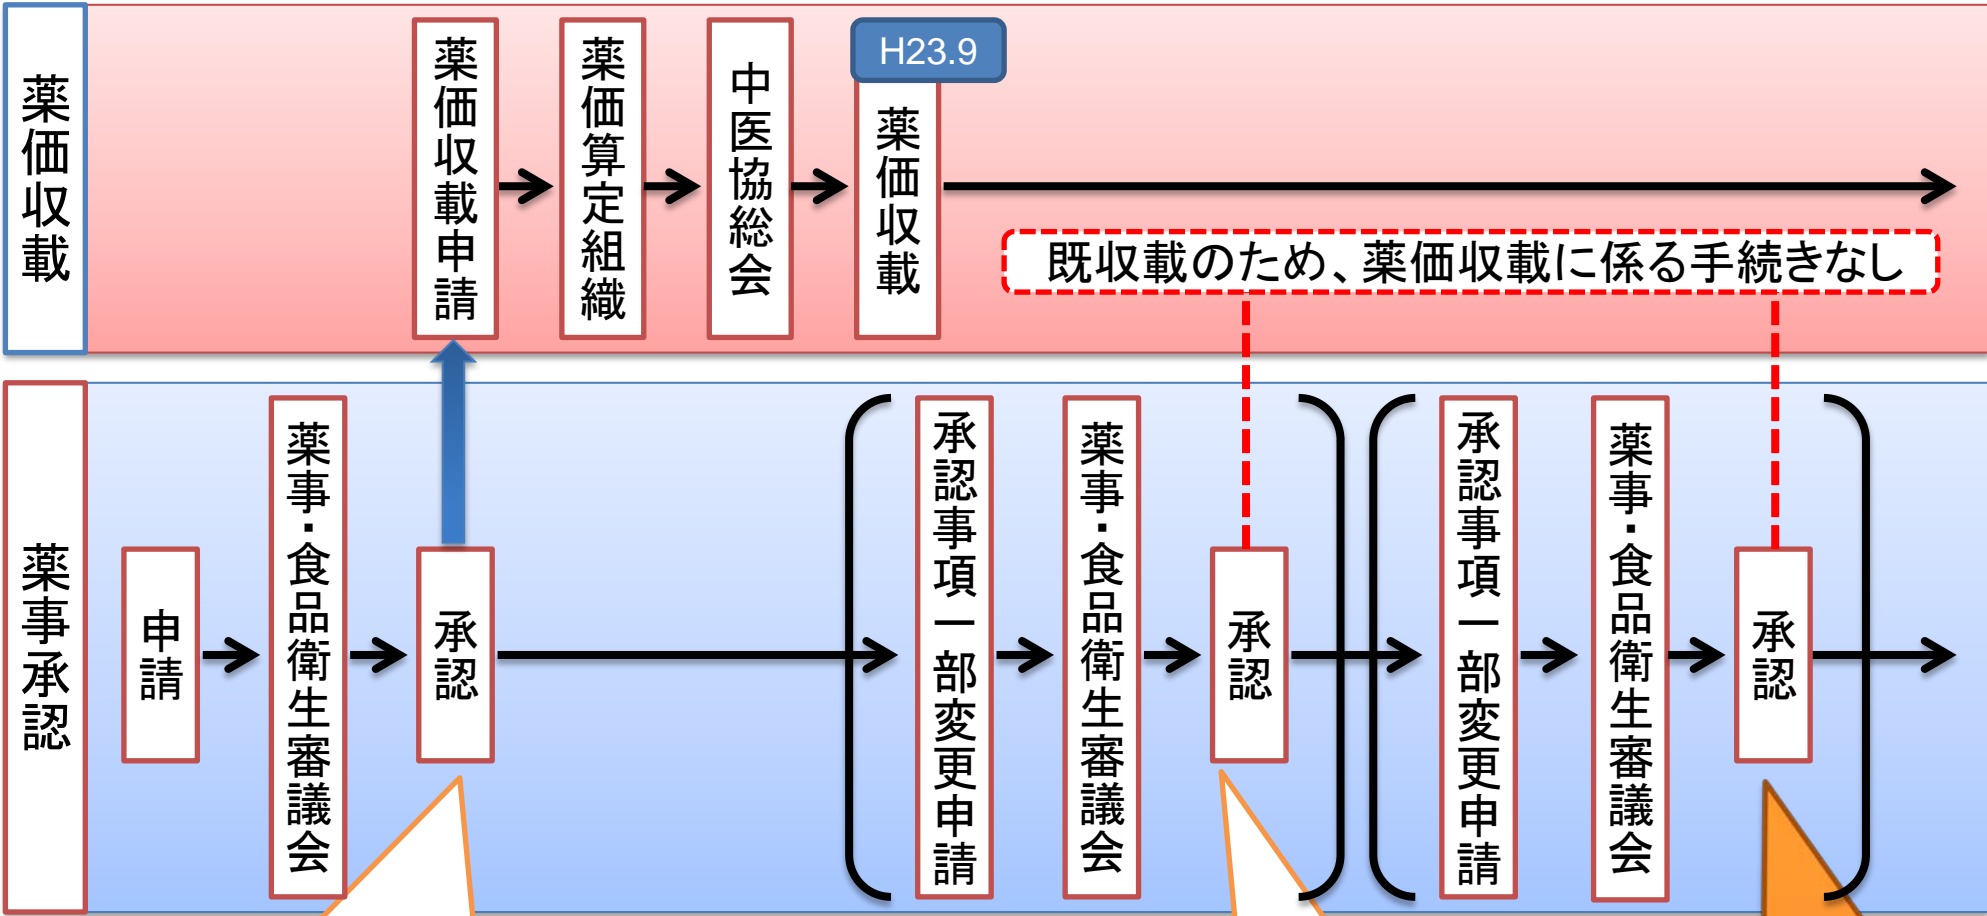 薬価収載
薬価収載申請
薬価算定組織
中医協総会
H23.9
薬価収載
既収載のため、薬価収載に係る手続きなし
薬事承認
申請
薬事・食品衛生審議会
承認
承認事項一部変更申請
薬事・食品衛生審議会
承認
承認事項一部変更申請
薬事・食品衛生審議会
承認